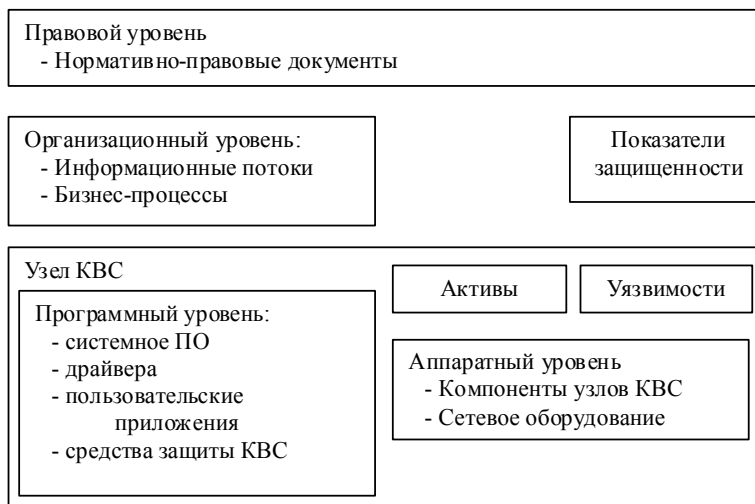 Правовой уровень
- Нормативно-правовые документы
Организационный уровень:
- Информационные потоки
- Бизнес-процессы
Показатели
защищенности
Узел КВС
Программный уровень:
- системное ПО
- драйвера
- пользовательские
приложения
- средства защиты КВС
Активы
Уязвимости
Аппаратный уровень
- Компоненты узлов КВС
- Сетевое оборудование